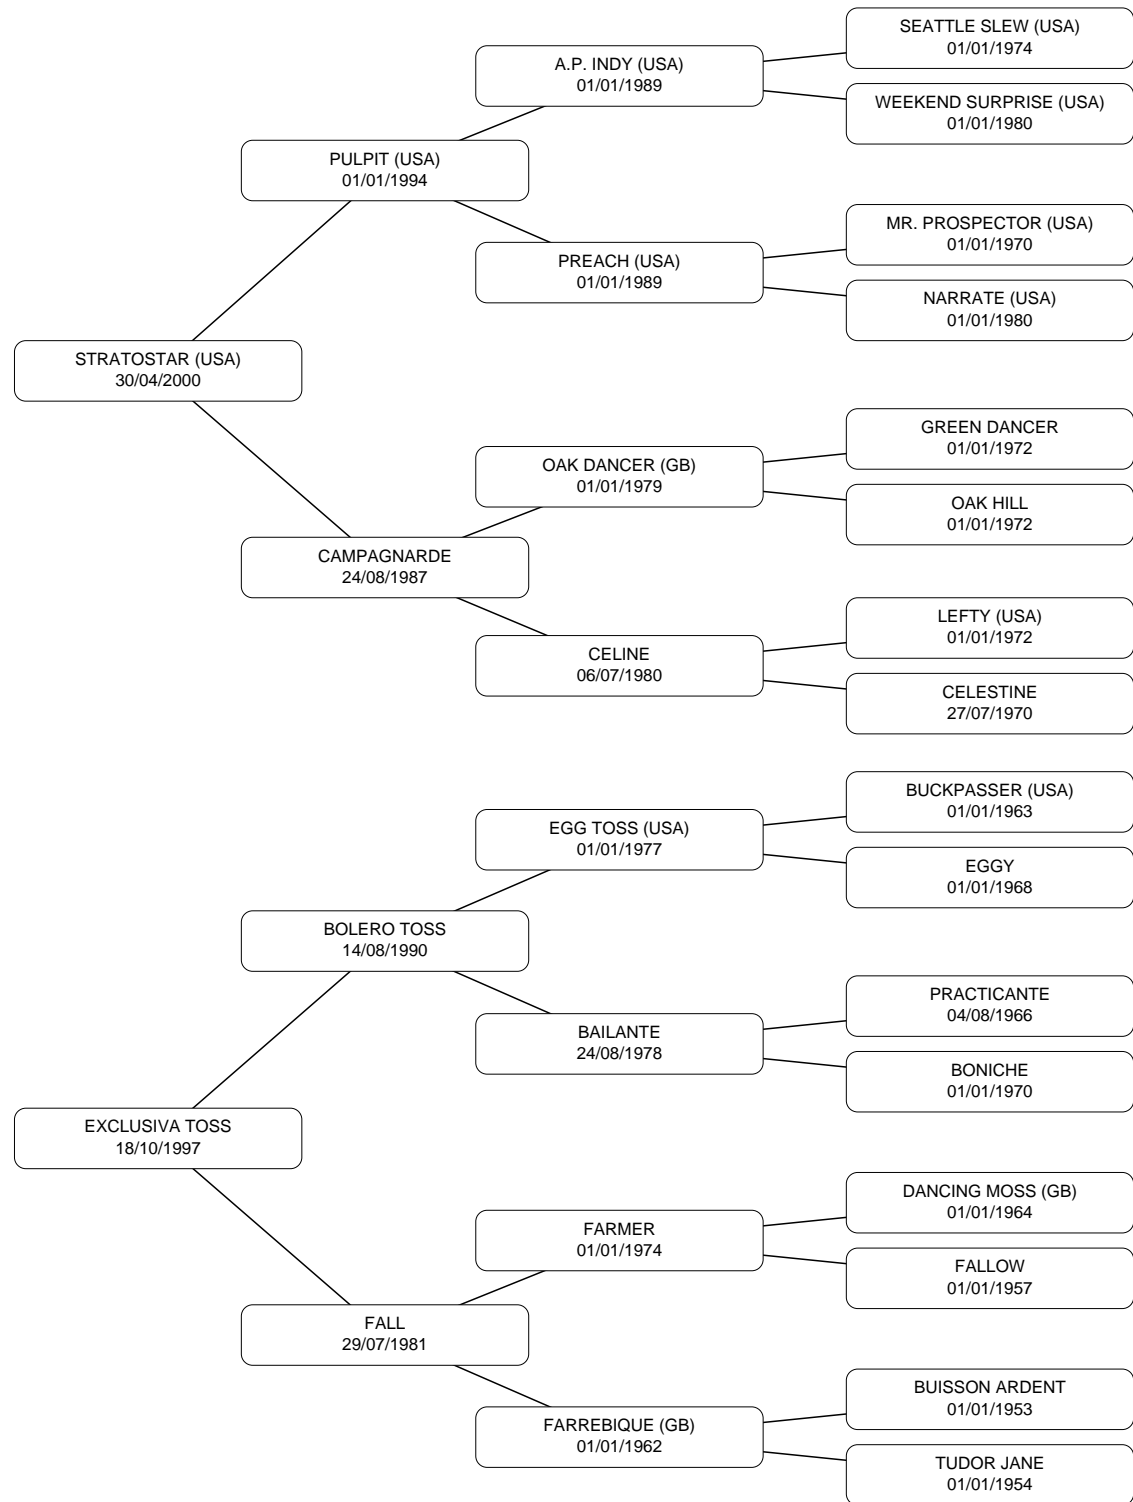 SEATTLE SLEW (USA)
01/01/1974
A.P. INDY (USA)
01/01/1989
WEEKEND SURPRISE (USA)
01/01/1980
PULPIT (USA)
01/01/1994
MR. PROSPECTOR (USA)
01/01/1970
PREACH (USA)
01/01/1989
NARRATE (USA)
01/01/1980
STRATOSTAR (USA)
30/04/2000
GREEN DANCER
01/01/1972
OAK DANCER (GB)
01/01/1979
OAK HILL
01/01/1972
CAMPAGNARDE
24/08/1987
LEFTY (USA)
01/01/1972
CELINE
06/07/1980
CELESTINE
27/07/1970
BUCKPASSER (USA)
01/01/1963
EGG TOSS (USA)
01/01/1977
EGGY
01/01/1968
BOLERO TOSS
14/08/1990
PRACTICANTE
04/08/1966
BAILANTE
24/08/1978
BONICHE
01/01/1970
EXCLUSIVA TOSS
18/10/1997
DANCING MOSS (GB)
01/01/1964
FARMER
01/01/1974
FALLOW
01/01/1957
FALL
29/07/1981
BUISSON ARDENT
01/01/1953
FARREBIQUE (GB)
01/01/1962
TUDOR JANE
01/01/1954